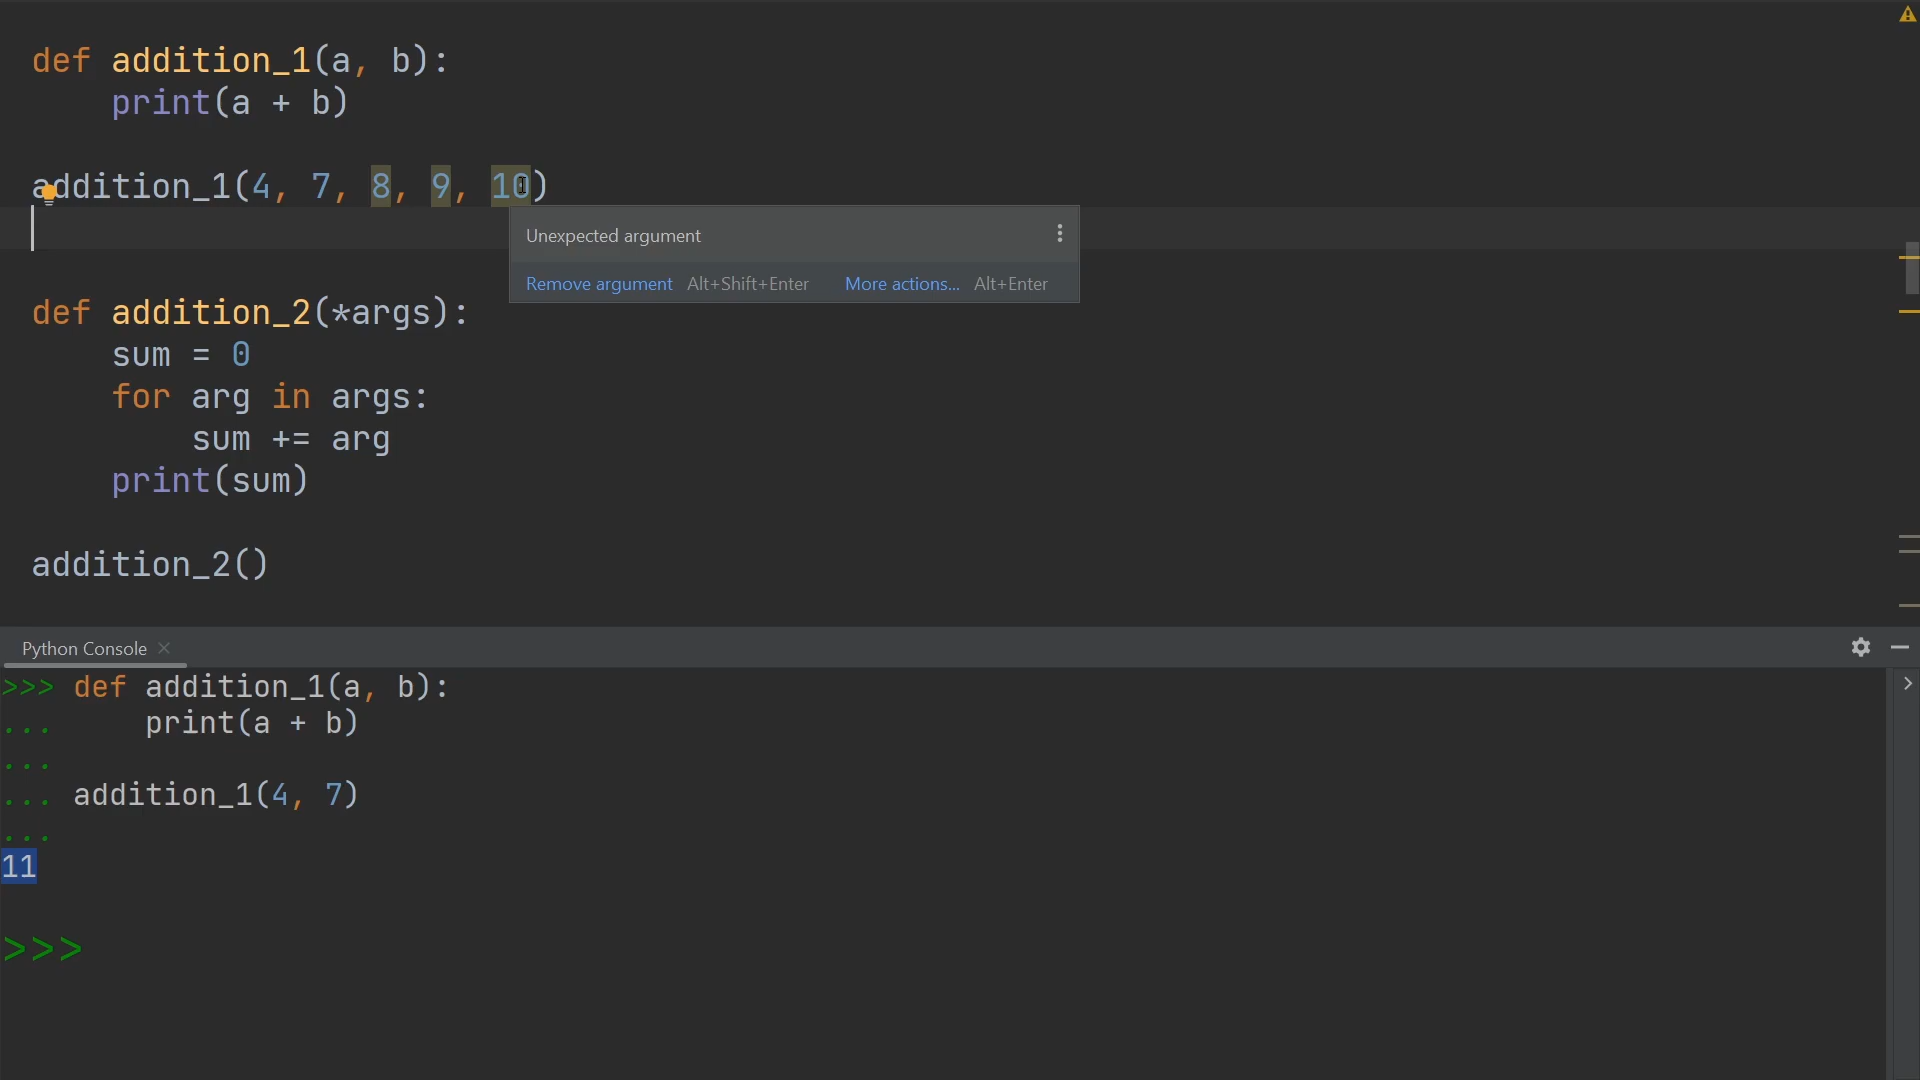 def addition_1(a, b):
    print(a + b)
addition_1(4, 7, 8, 9, 10)
Unexpected argument
Remove argument Alt+Shift+Enter More actions... Alt+Enter
def addition_2(*args):
    sum = 0
    for arg in args:
        sum += arg
    print(sum)
addition_2()
Python Console
>>> def addition_1(a, b):
...     print(a + b)
...
... addition_1(4, 7)
...
11
>>>